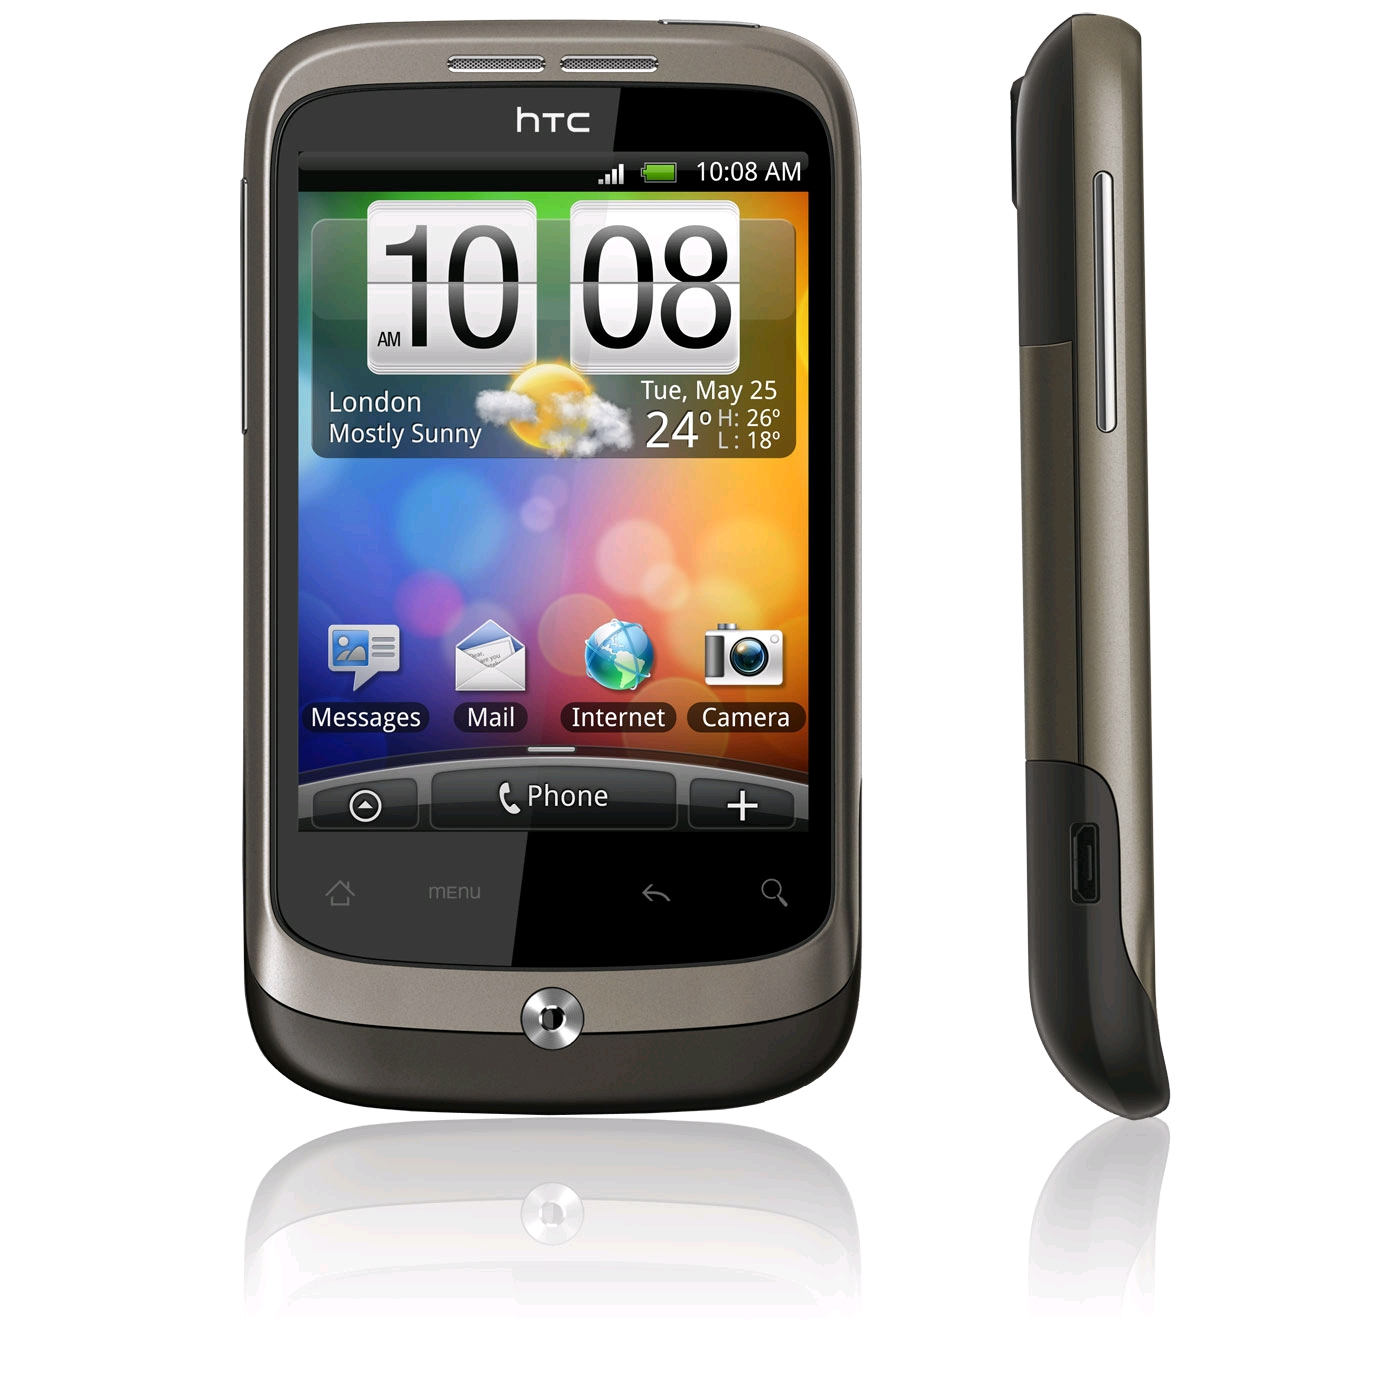 hTC
10:08 AM
10 08
AM
London
Mostly Sunny
Tue, May 25
24° H: 26°
L: 18°
Messages Mail Internet Camera
Phone
MENU